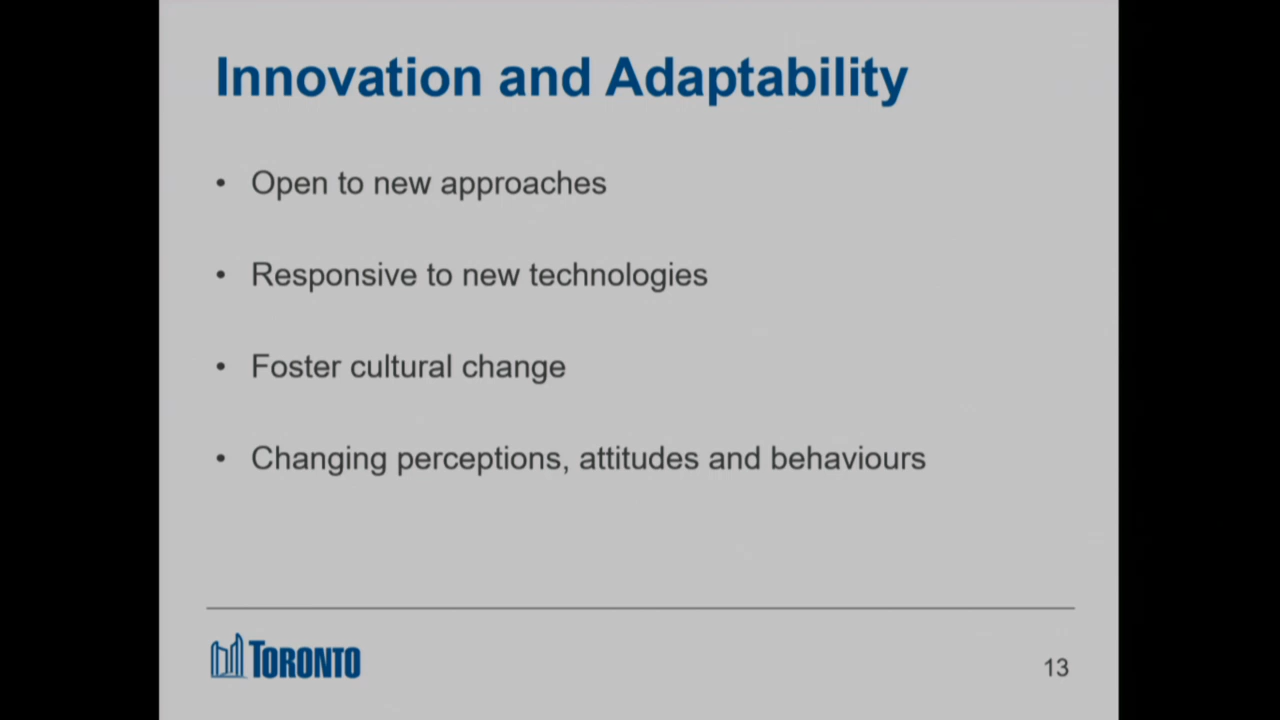 Innovation and Adaptability
• Open to new approaches
• Responsive to new technologies
• Foster cultural change
• Changing perceptions, attitudes and behaviours
TORONTO
13